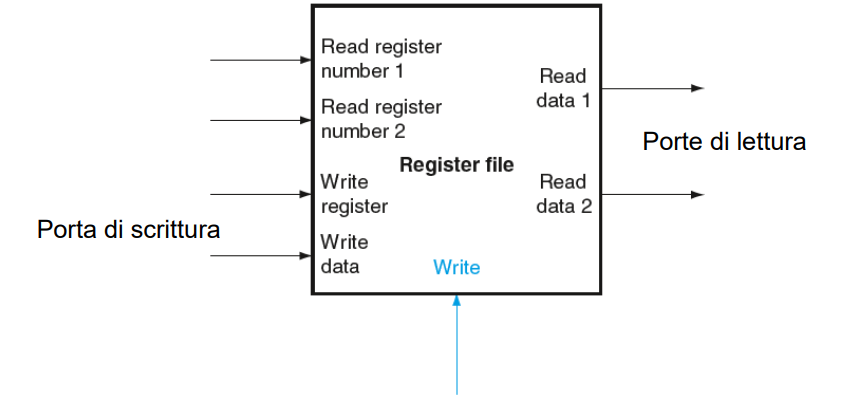 Read register
number 1
Read register
number 2
Write
register
Write
data
Register file
Write
Read
data 1
Read
data 2
Porta di scrittura
Porte di lettura